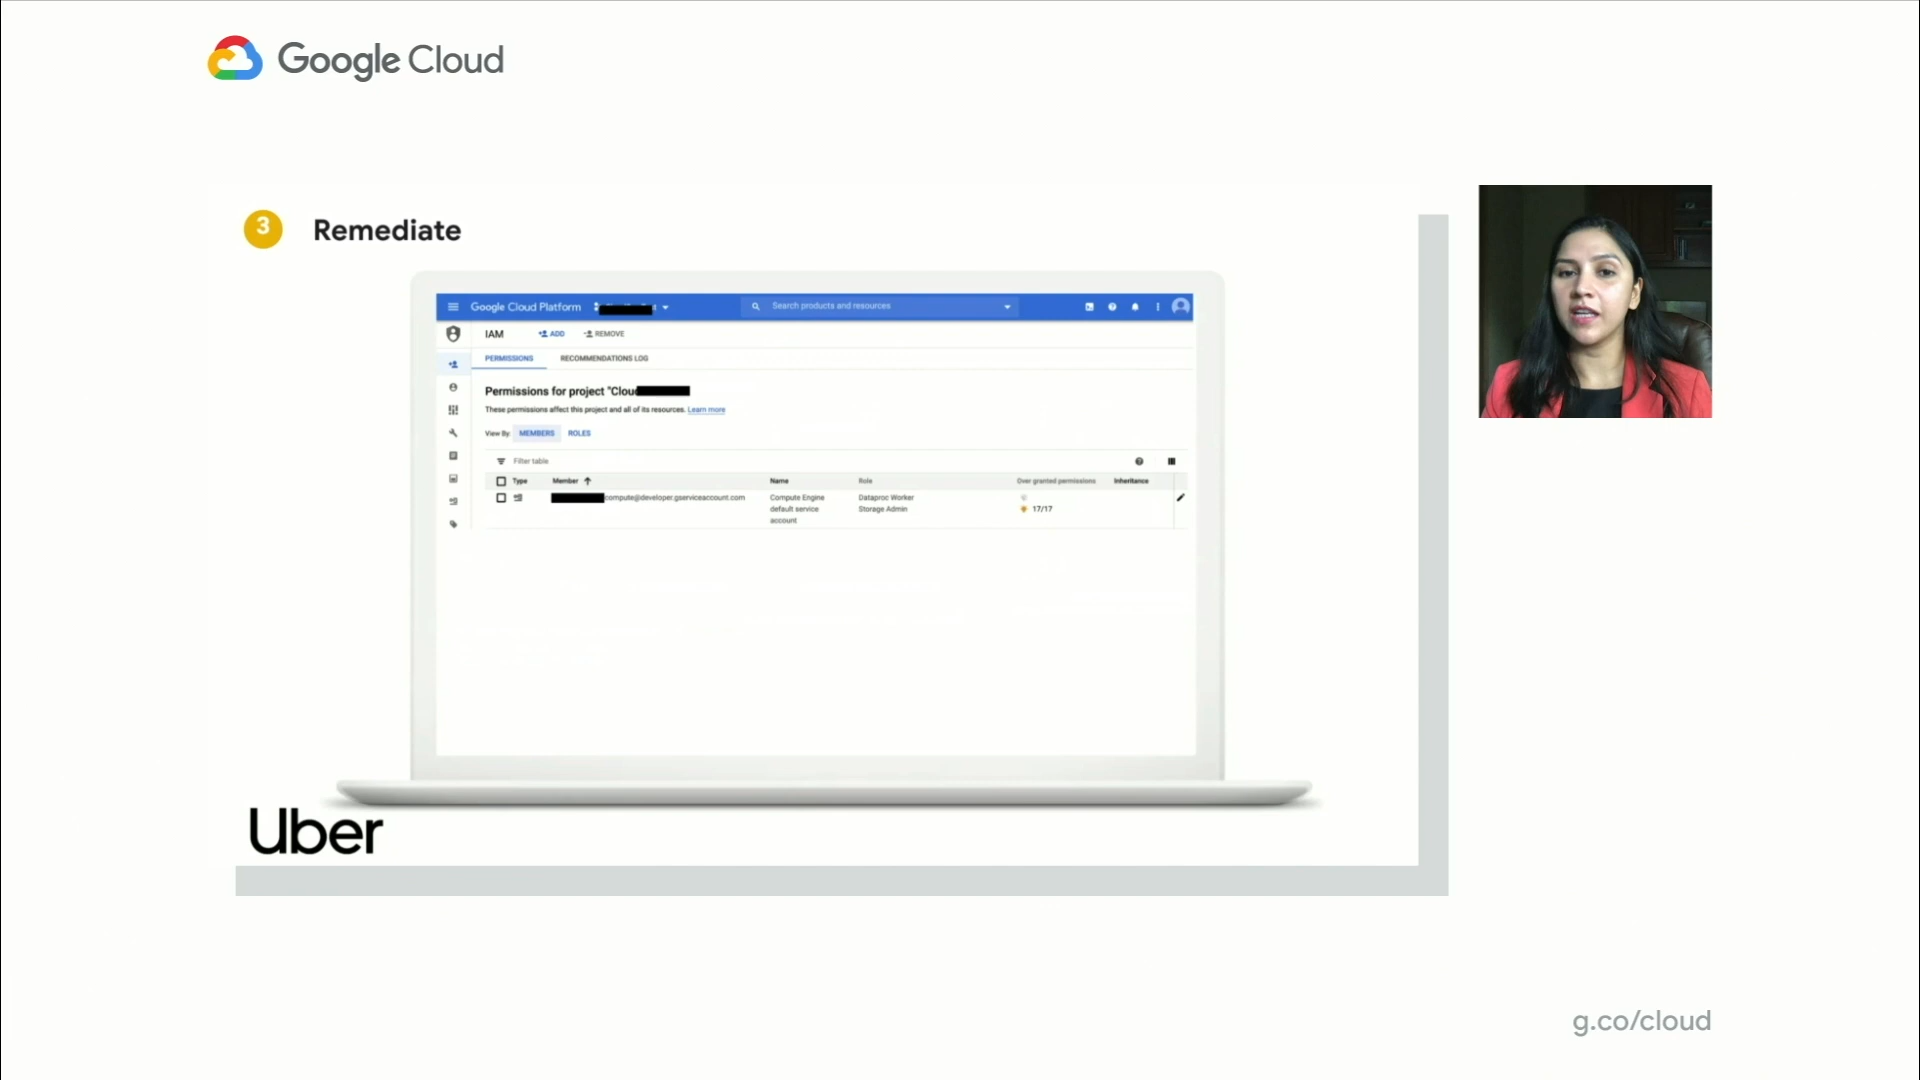 Google Cloud
3 Remediate
Google Cloud Platform
Search products and resources
IAM ADD REMOVE
PERMISSIONS RECOMMENDATIONS LOG
Permissions for project "Clou
These permissions affect this project and all of its resources. Learn more
View By: MEMBERS ROLES
Filter table
Type Member Name Role Over granted permissions Inheritance
compute@developer.gserviceaccount.com Compute Engine Dataproc Worker
default service Storage Admin 17/17
account
Uber
g.co/cloud